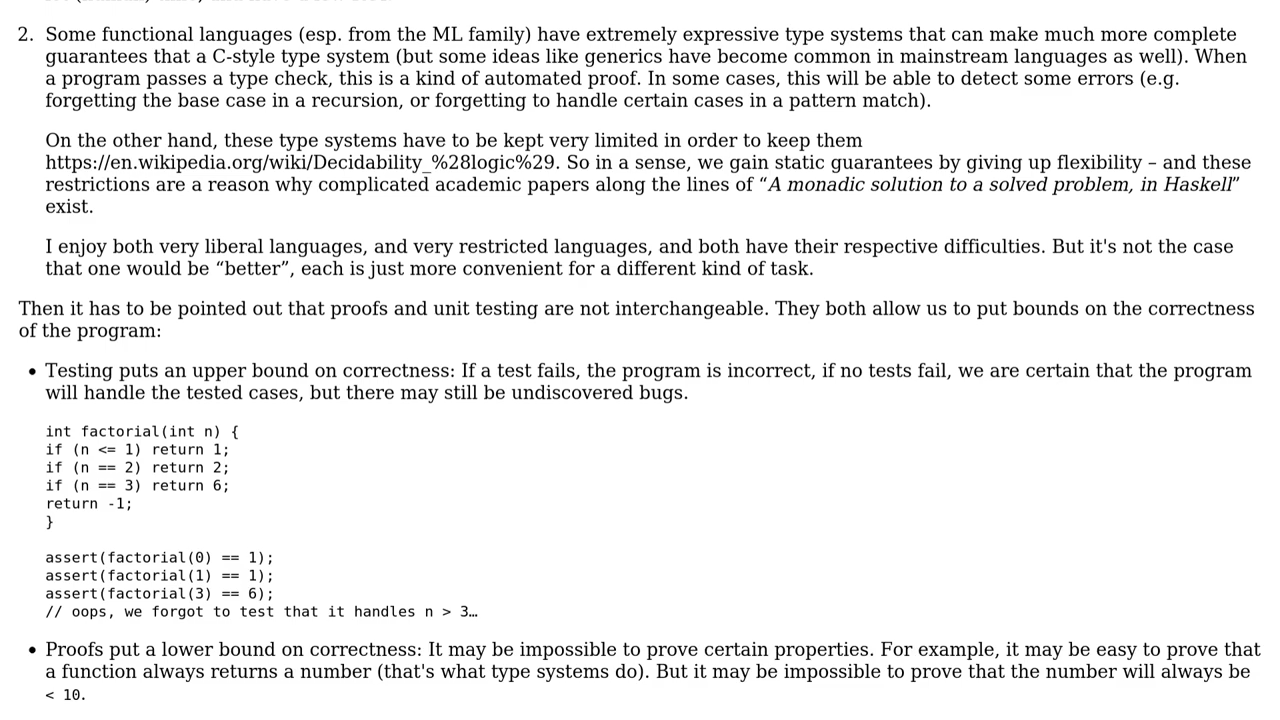 2. Some functional languages (esp. from the ML family) have extremely expressive type systems that can make much more complete
guarantees that a C-style type system (but some ideas like generics have become common in mainstream languages as well). When
a program passes a type check, this is a kind of automated proof. In some cases, this will be able to detect some errors (e.g.
forgetting the base case in a recursion, or forgetting to handle certain cases in a pattern match).
On the other hand, these type systems have to be kept very limited in order to keep them
https://en.wikipedia.org/wiki/Decidability_%28logic%29. So in a sense, we gain static guarantees by giving up flexibility – and these
restrictions are a reason why complicated academic papers along the lines of “A monadic solution to a solved problem, in Haskell”
exist.
I enjoy both very liberal languages, and very restricted languages, and both have their respective difficulties. But it's not the case
that one would be “better”, each is just more convenient for a different kind of task.
Then it has to be pointed out that proofs and unit testing are not interchangeable. They both allow us to put bounds on the correctness
of the program:
• Testing puts an upper bound on correctness: If a test fails, the program is incorrect, if no tests fail, we are certain that the program
will handle the tested cases, but there may still be undiscovered bugs.
int factorial(int n) {
if (n <= 1) return 1;
if (n == 2) return 2;
if (n == 3) return 6;
return -1;
}
assert(factorial(0) == 1);
assert(factorial(1) == 1);
assert(factorial(3) == 6);
// oops, we forgot to test that it handles n > 3…
• Proofs put a lower bound on correctness: It may be impossible to prove certain properties. For example, it may be easy to prove that
a function always returns a number (that's what type systems do). But it may be impossible to prove that the number will always be
< 10.